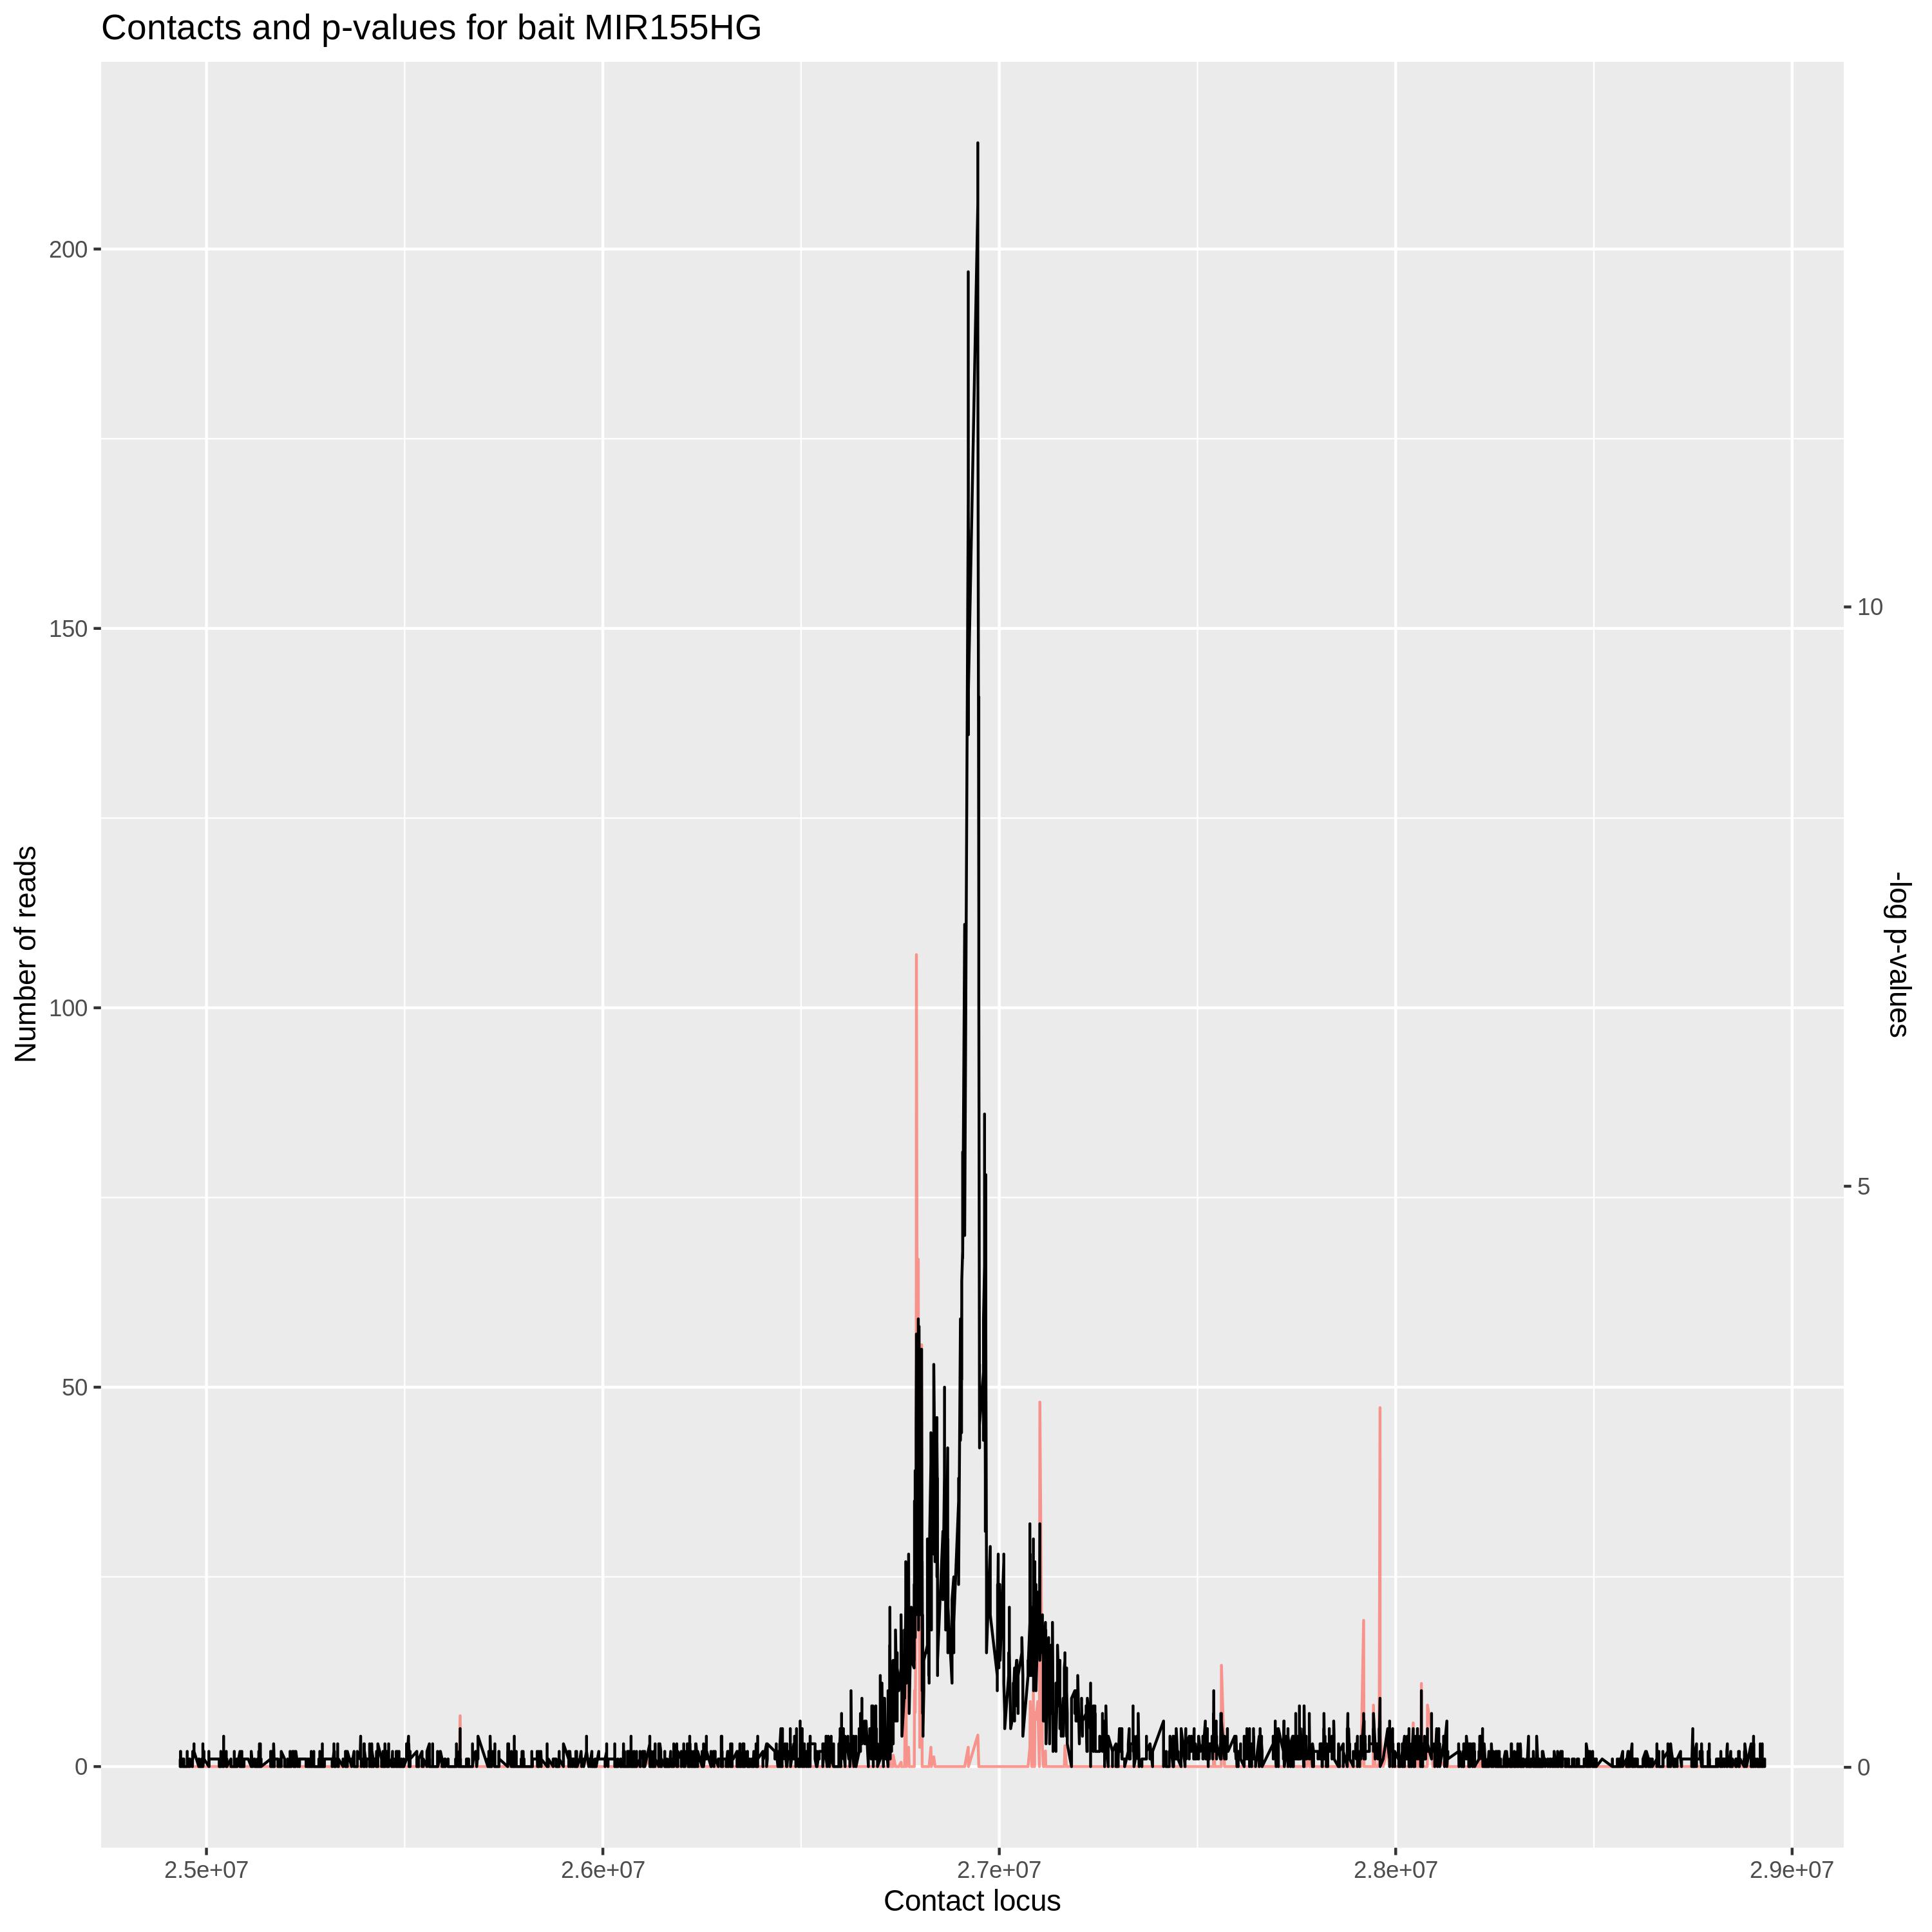 Contacts and p-values for bait MIR155HG
200
150
100
50
0
10
5
0
Number of reads
-log p-values
2.5e+07 2.6e+07 2.7e+07 2.8e+07 2.9e+07
Contact locus